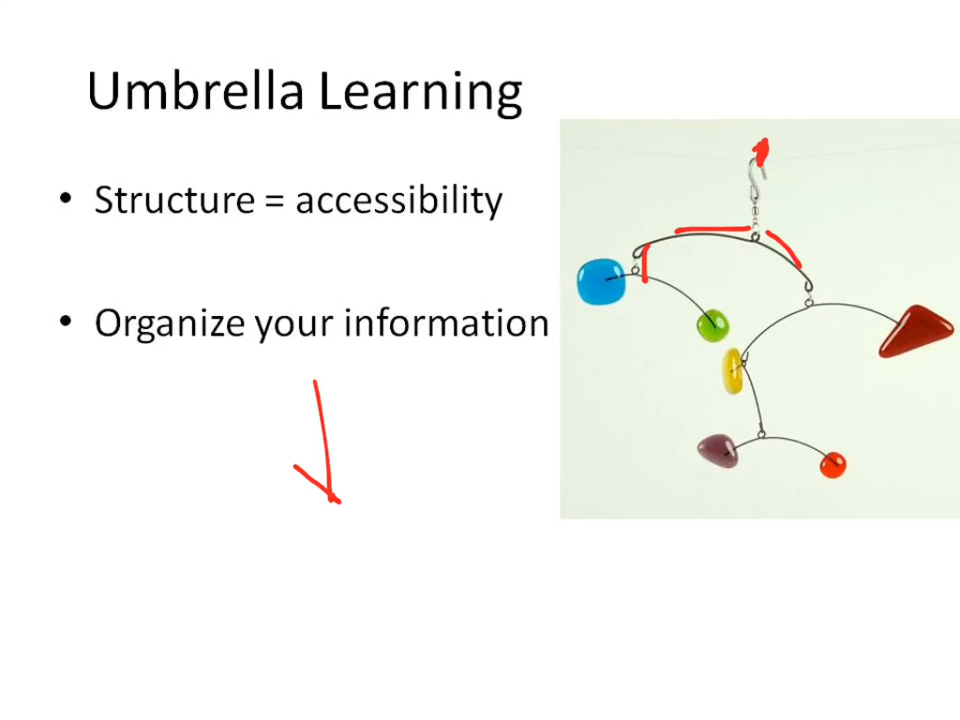 Umbrella Learning
• Structure = accessibility
• Organize your information